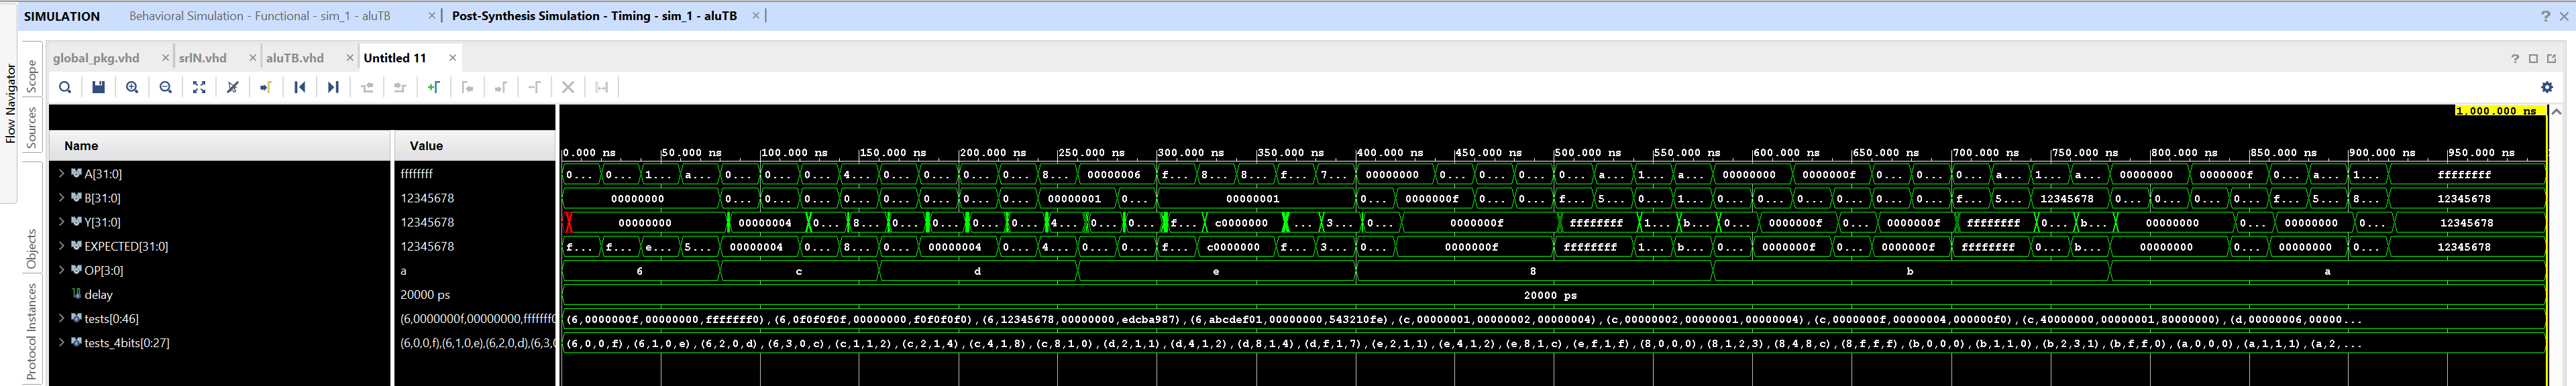 SIMULATION Behavioral Simulation - Functional - sim_1 - aluTB × Post-Synthesis Simulation - Timing - sim_1 - aluTB × ? ×
Flow Navigator
Scope
Sources
Objects
Protocol Instances
global_pkg.vhd × srlN.vhd × aluTB.vhd × Untitled 11 ×
1,000.000 ns
Name Value
0.000 ns 50.000 ns 100.000 ns 150.000 ns 200.000 ns 250.000 ns 300.000 ns 350.000 ns 400.000 ns 450.000 ns 500.000 ns 550.000 ns 600.000 ns 650.000 ns 700.000 ns 750.000 ns 800.000 ns 850.000 ns 900.000 ns 950.000 ns
A[31:0] ffffffff 0... 0... 1... a... 0... 0... 0... 4... 0... 0... 0... 0... 8... 00000006 f... 8... 8... f... 7... 00000000 0... 0... 0... 0... a... 1... a... 00000000 0000000f 0... a... 1... a... 00000000 0000000f 0... a... 1... ffffffff
B[31:0] 12345678 00000000 0... 0... 0... 0... 0... 0... 0... 0... 00000001 0... 00000001 0... 0000000f 0... f... 5... 0... 1... 0... 0... 0... 0... 0... f... 5... 12345678 0... 0... 0... 0... f... 5... 8... 12345678
Y[31:0] 12345678 00000000 00000004 0... 8... 0... 0... 0... 0... 4... 0... 0... f... c0000000 ... 3... 0... 0000000f ffffffff 1... b... 0... 0000000f 0... 0000000f ffffffff 0... b... 00000000 0... 00000000 0... 12345678
EXPECTED[31:0] 12345678 f... f... e... 5... 00000004 0... 8... 0... 00000004 0... 4... 0... 0... f... c0000000 f... 3... 0... 0000000f ffffffff 1... b... 0... 0000000f 0... 0000000f ffffffff 0... b... 00000000 0... 00000000 0... 12345678
OP[3:0] a 6 c d e 8 b a
delay 20000 ps 20000 ps
tests[0:46] (6,0000000f,00000000,fffffff0 (6,0000000f,00000000,fffffff0),(6,0f0f0f0f,00000000,f0f0f0f0),(6,12345678,00000000,edcba987),(6,abcdef01,00000000,543210fe),(c,00000001,00000002,00000004),(c,00000002,00000001,00000004),(c,0000000f,00000004,000000f0),(c,40000000,00000001,80000000),(d,00000006,00000...
tests_4bits[0:27] (6,0,0,f),(6,1,0,e),(6,2,0,d),(6,3,0 (6,0,0,f),(6,1,0,e),(6,2,0,d),(6,3,0,c),(c,1,1,2),(c,2,1,4),(c,4,1,8),(c,8,1,0),(d,2,1,1),(d,4,1,2),(d,8,1,4),(d,f,1,7),(e,2,1,1),(e,4,1,2),(e,8,1,c),(e,f,1,f),(8,0,0,0),(8,1,2,3),(8,4,8,c),(8,f,f,f),(b,0,0,0),(b,1,1,0),(b,2,3,1),(b,f,f,0),(a,0,0,0),(a,1,1,1),(a,2,...